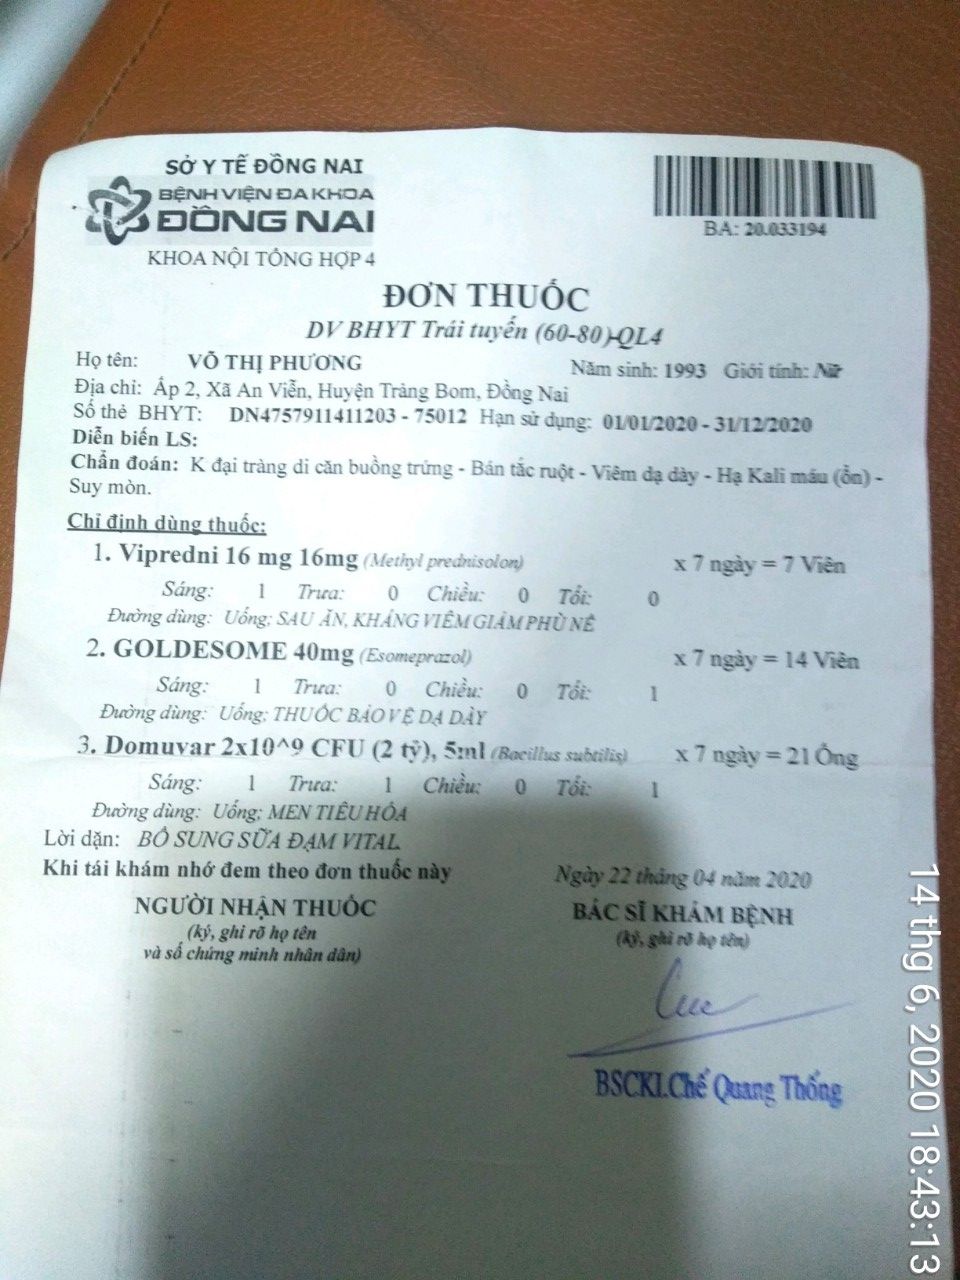 SỞ Y TẾ ĐỒNG NAI
BỆNH VIỆN ĐA KHOA
ĐỒNG NAI
KHOA NỘI TỔNG HỢP 4
BA: 20.033194
ĐƠN THUỐC
DV BHYT Trái tuyến (60-80)-QL4
Họ tên: VÕ THỊ PHƯƠNG Năm sinh: 1993 Giới tính: Nữ
Địa chỉ: Ấp 2, Xã An Viễn, Huyện Trảng Bom, Đồng Nai
Số thẻ BHYT: DN4757911411203 - 75012 Hạn sử dụng: 01/01/2020 - 31/12/2020
Diễn biến LS:
Chẩn đoán: K đại tràng di căn buồng trứng - Bán tắc ruột - Viêm dạ dày - Hạ Kali máu (ổn) -
Suy mòn.
Chỉ định dùng thuốc:
1. Vipredni 16 mg 16mg (Methyl prednisolon) x 7 ngày = 7 Viên
Sáng: 1 Trưa: 0 Chiều: 0 Tối: 0
Đường dùng: Uống; SAU ĂN, KHÁNG VIÊM GIẢM PHÙ NỀ
2. GOLDESOME 40mg (Esomeprazol) x 7 ngày = 14 Viên
Sáng: 1 Trưa: 0 Chiều: 0 Tối: 1
Đường dùng: Uống; THUỐC BẢO VỆ DẠ DÀY
3. Domuvar 2x10^9 CFU (2 tỷ), 5ml (Bacillus subtilis) x 7 ngày = 21 Ống
Sáng: 1 Trưa: 1 Chiều: 0 Tối: 1
Đường dùng: Uống; MEN TIÊU HÓA
Lời dặn: BỔ SUNG SỮA ĐẠM VITAL
Khi tái khám nhớ đem theo đơn thuốc này
Ngày 22 tháng 04 năm 2020
NGƯỜI NHẬN THUỐC
(ký, ghi rõ họ tên
và số chứng minh nhân dân)
BÁC SĨ KHÁM BỆNH
(ký, ghi rõ họ tên)
BSCKI.Chế Quang Thống
14 thg 6, 2020 18:43:13